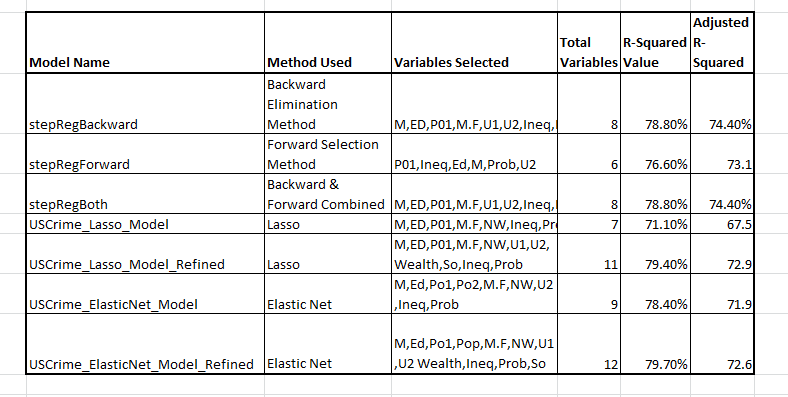 Adjusted
Total R-Squared R-
Model Name Method Used Variables Selected Variables Value Squared
Backward
Elimination
stepRegBackward Method M,ED,P01,M.F,U1,U2,Ineq, 8 78.80% 74.40%
Forward Selection
stepRegForward Method P01,Ineq,Ed,M,Prob,U2 6 76.60% 73.1
Backward &
stepRegBoth Forward Combined M,ED,P01,M.F,U1,U2,Ineq, 8 78.80% 74.40%
USCrime_Lasso_Model Lasso M,ED,P01,M.F,NW,Ineq,Pr 7 71.10% 67.5
M,ED,P01,M.F,NW,U1,U2,
USCrime_Lasso_Model_Refined Lasso Wealth,So,Ineq,Prob 11 79.40% 72.9
M,Ed,Po1,Po2,M.F,NW,U2
USCrime_ElasticNet_Model Elastic Net ,Ineq,Prob 9 78.40% 71.9
M,Ed,Po1,Pop,M.F,NW,U1
USCrime_ElasticNet_Model_Refined Elastic Net ,U2 Wealth,Ineq,Prob,So 12 79.70% 72.6